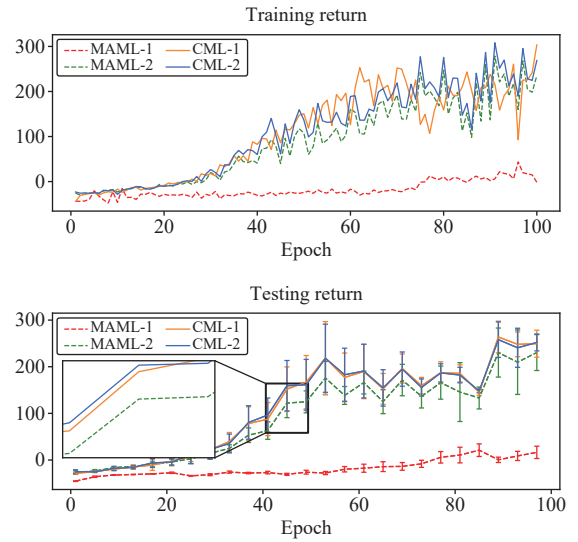 Training return
MAML-1 CML-1
MAML-2 CML-2
300
200
100
0
0 20 40 60 80 100
Epoch
Testing return
MAML-1 CML-1
MAML-2 CML-2
300
200
100
0
0 20 40 60 80 100
Epoch